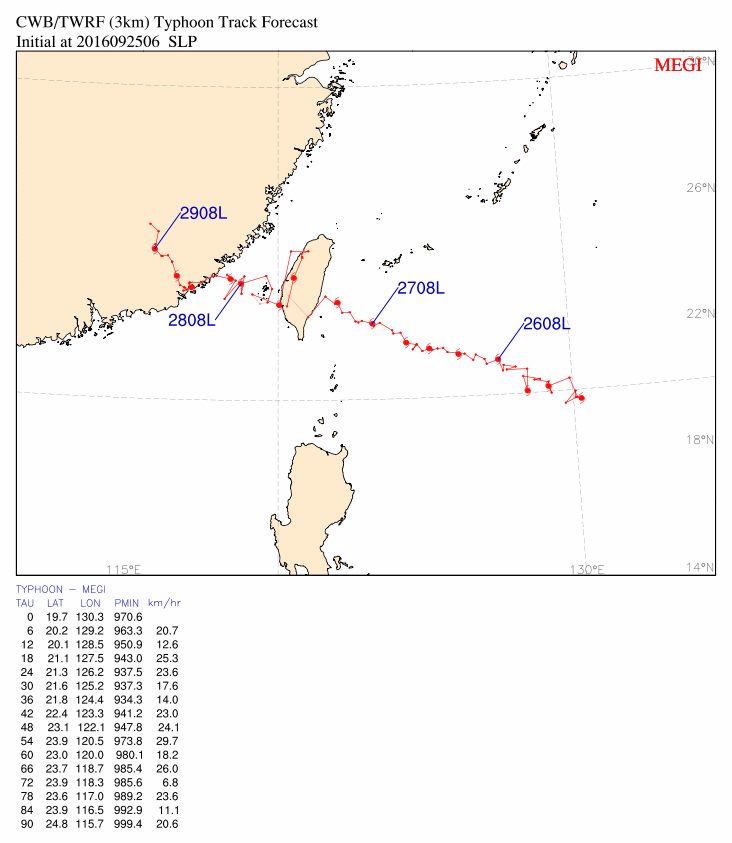 CWB/TWRF (3km) Typhoon Track Forecast
Initial at 2016092506 SLP
MEGI
26°N
2908L
2708L
22°N
2808L
2608L
18°N
14°N
115°E
130°E
TYPHOON - MEGI
TAU LAT LON PMIN km/hr
0 19.7 130.3 970.6
6 20.2 129.2 963.3 20.7
12 20.1 128.5 950.9 12.6
18 21.1 127.5 943.0 25.3
24 21.3 126.2 937.5 23.6
30 21.6 125.2 937.3 17.6
36 21.8 124.4 934.3 14.0
42 22.4 123.3 941.2 23.0
48 23.1 122.1 947.8 24.1
54 23.9 120.5 973.8 29.7
60 23.0 120.0 980.1 18.2
66 23.7 118.7 985.4 26.0
72 23.9 118.3 985.6 6.8
78 23.6 117.0 989.2 23.6
84 23.9 116.5 992.9 11.1
90 24.8 115.7 999.4 20.6